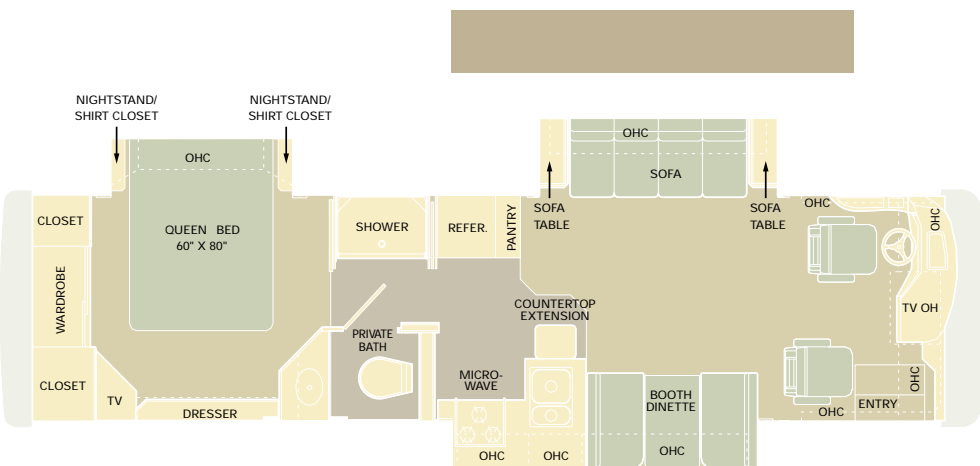 NIGHTSTAND/
SHIRT CLOSET
NIGHTSTAND/
SHIRT CLOSET
OHC
QUEEN BED
60" X 80"
CLOSET
WARDROBE
CLOSET
TV
DRESSER
SHOWER
REFER.
PANTRY
PRIVATE
BATH
MICRO-
WAVE
COUNTERTOP
EXTENSION
OHC
OHC
OHC
SOFA
SOFA
TABLE
SOFA
TABLE
BOOTH
DINETTE
OHC
OHC
OHC
TV OH
OHC
ENTRY
OHC